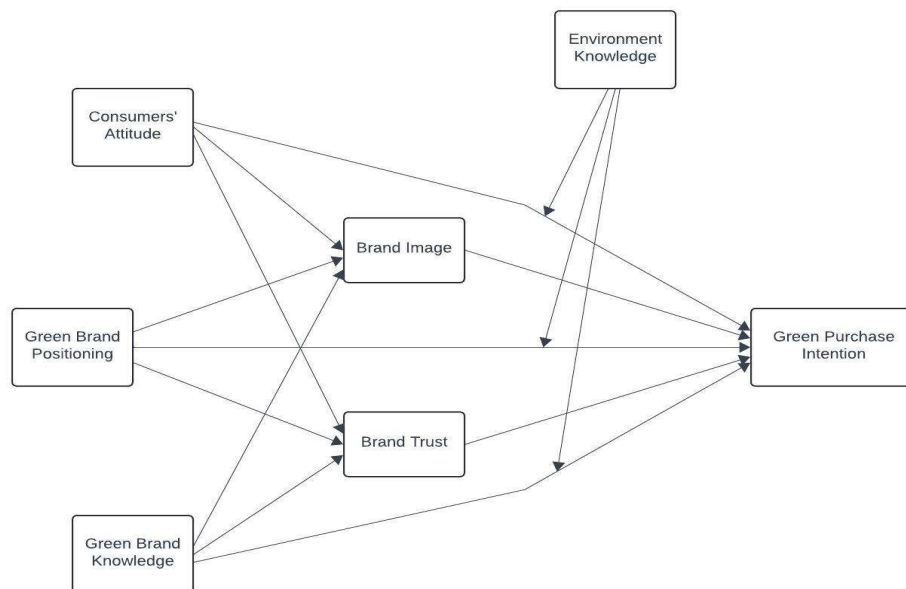 Environment
Knowledge
Consumers'
Attitude
Brand Image
Green Brand
Positioning
Green Purchase
Intention
Brand Trust
Green Brand
Knowledge